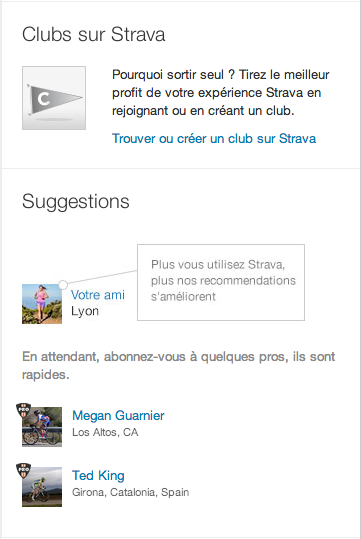 Clubs sur Strava
C
Pourquoi sortir seul ? Tirez le meilleur
profit de votre expérience Strava en
rejoignant ou en créant un club.
Trouver ou créer un club sur Strava
Suggestions
Plus vous utilisez Strava,
plus nos recommendations
s'améliorent
Votre ami
Lyon
En attendant, abonnez-vous à quelques pros, ils sont
rapides.
PRO
Megan Guarnier
Los Altos, CA
PRO
Ted King
Girona, Catalonia, Spain